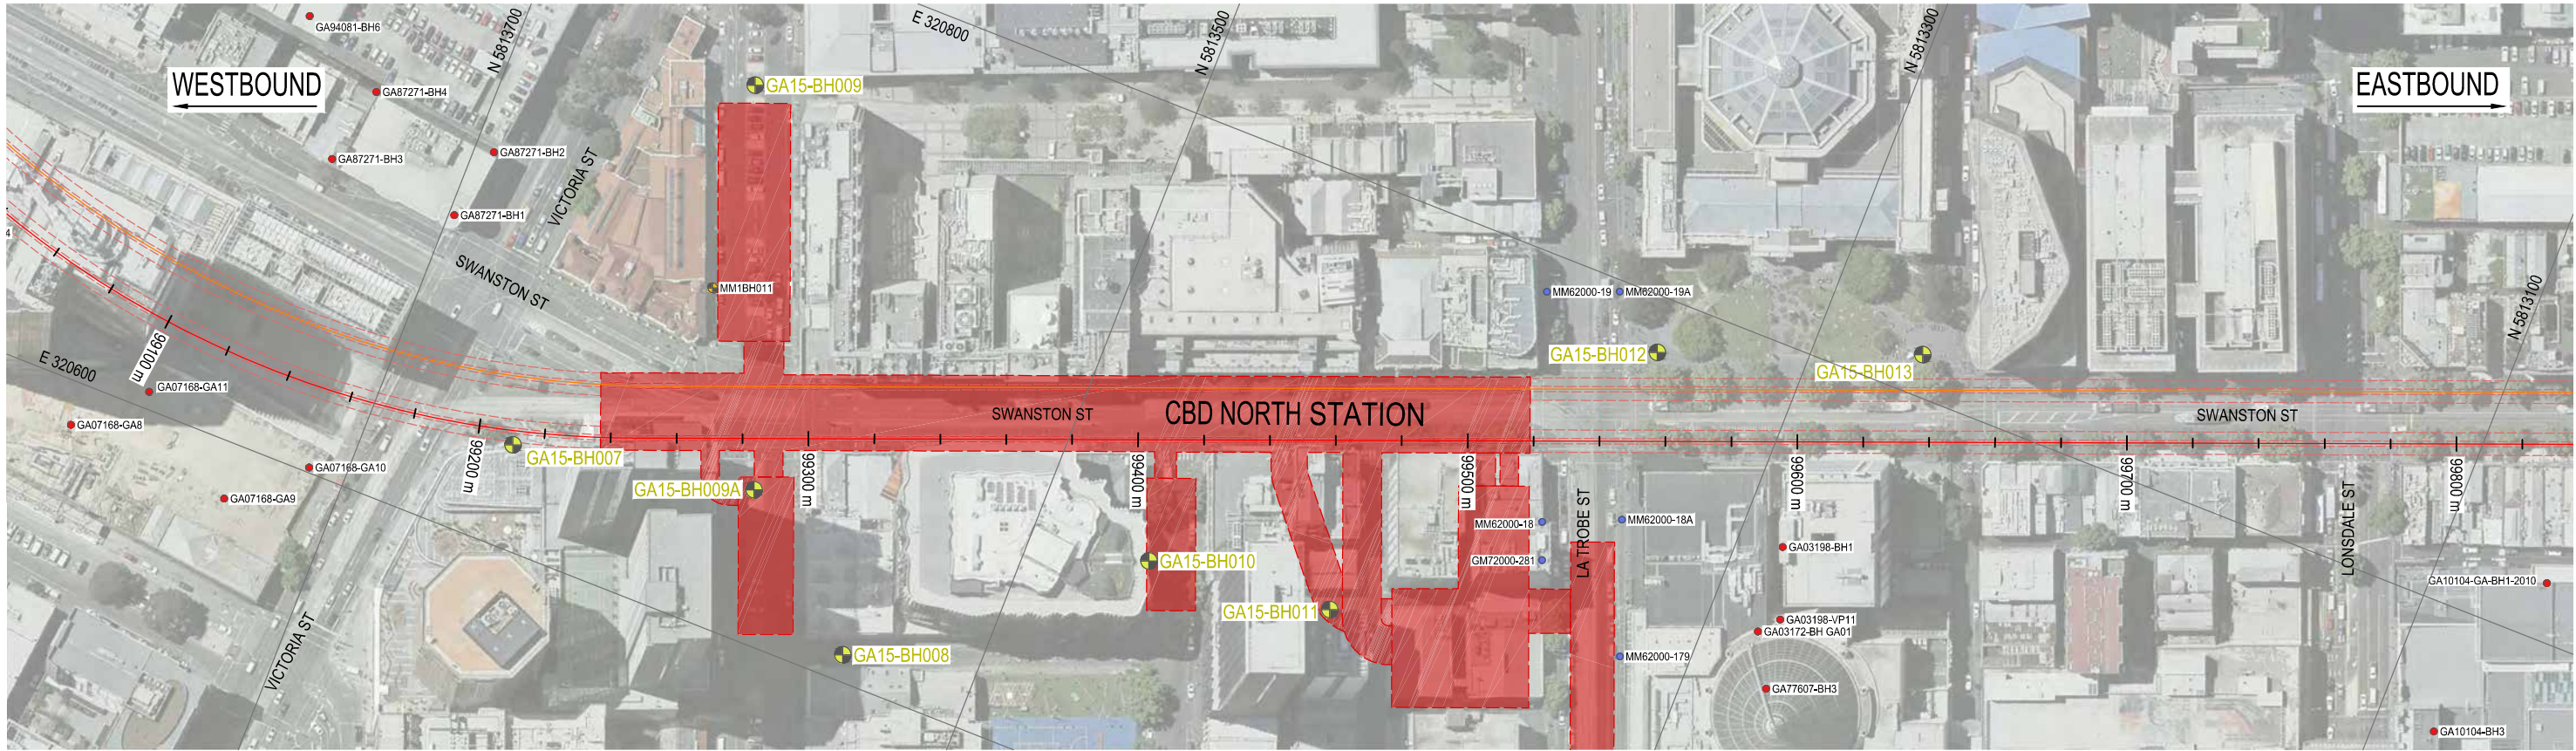 GA94081-BH6
N 5813700
E 320800
N 5813500
N 5813300
WESTBOUND
GA87271-BH4
GA15-BH009
EASTBOUND
GA87271-BH3
GA87271-BH2
VICTORIA ST
GA87271-BH1
4
SWANSTON ST
MM1BH011
MM62000-19
MM62000-19A
N 5813100
99100 m
E 320600
GA15-BH012
GA15-BH013
GA07168-GA11
SWANSTON ST
CBD NORTH STATION
SWANSTON ST
GA07168-GA8
GA15-BH007
99200 m
GA07168-GA10
GA07168-GA9
GA15-BH009A
99300 m
99400 m
99500 m
99600 m
99700 m
99800 m
MM62000-18
MM62000-18A
LA TROBE ST
LONSDALE ST
GA03198-BH1
GA15-BH010
GM72000-281
GA10104-GA-BH1-2010
GA15-BH011
GA03198-VP11
GA03172-BH GA01
VICTORIA ST
GA15-BH008
MM62000-179
GA77607-BH3
GA10104-BH3